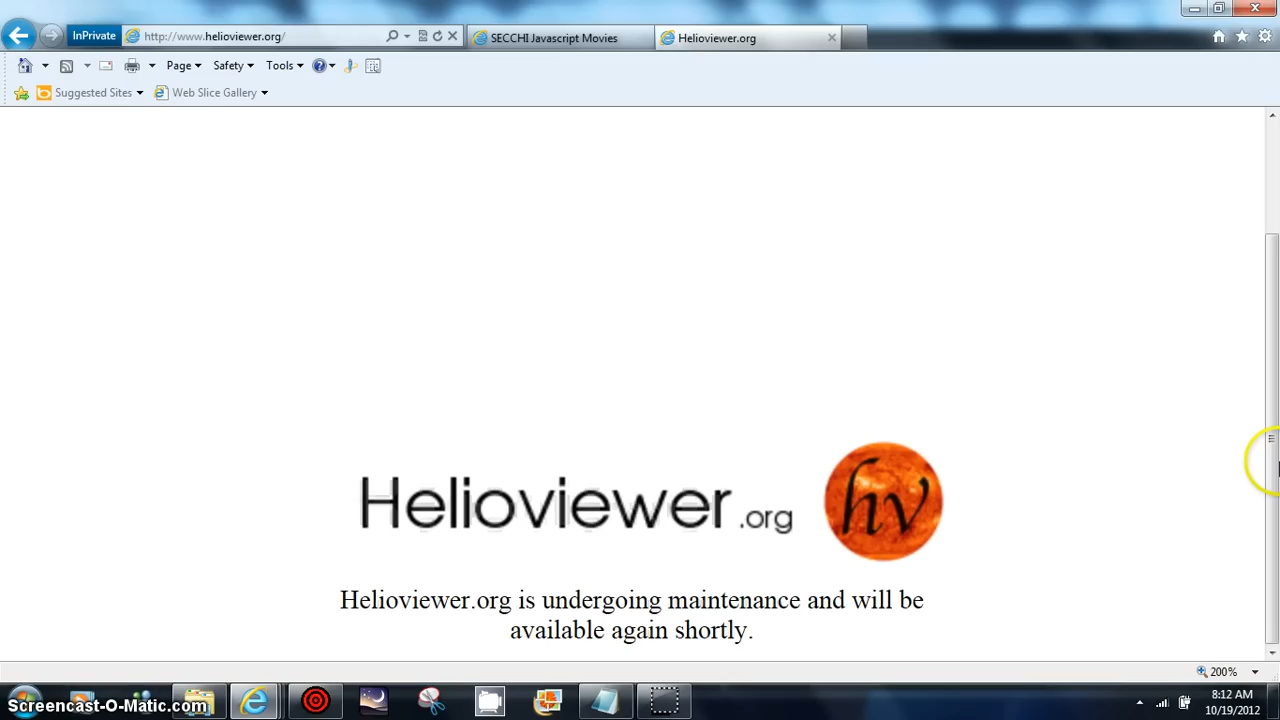 InPrivate
http://www.helioviewer.org/
SECCHI Javascript Movies
Helioviewer.org
Page
Safety
Tools
Suggested Sites
Web Slice Gallery
Helioviewer.org
hv
Helioviewer.org is undergoing maintenance and will be
available again shortly.
200%
Screencast-O-Matic.com
8:12 AM
10/19/2012